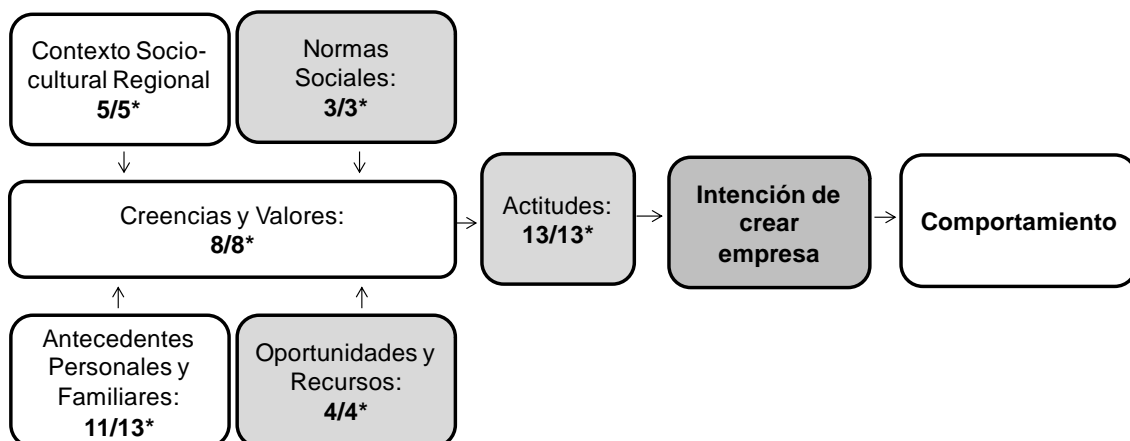 Contexto Socio-
cultural Regional
5/5*
Normas
Sociales:
3/3*
Creencias y Valores:
8/8*
Actitudes:
13/13*
Intención de
crear
empresa
Comportamiento
Antecedentes
Personales y
Familiares:
11/13*
Oportunidades y
Recursos:
4/4*